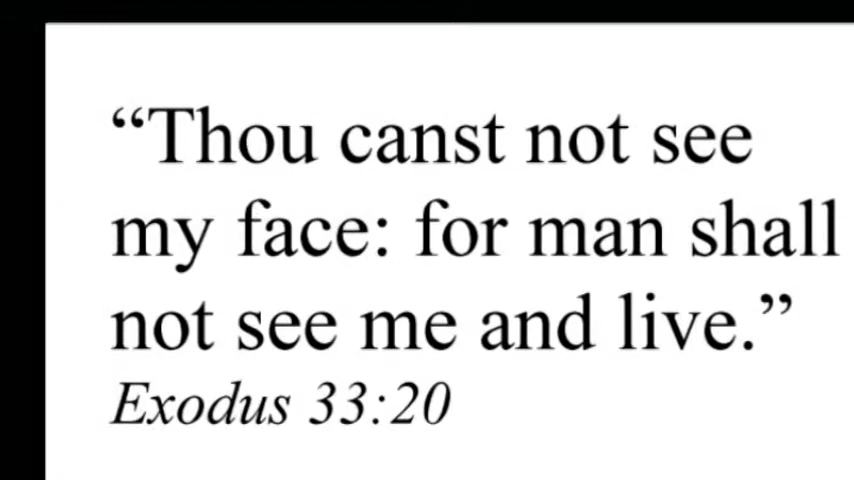 “Thou canst not see
my face: for man shall
not see me and live.”
Exodus 33:20